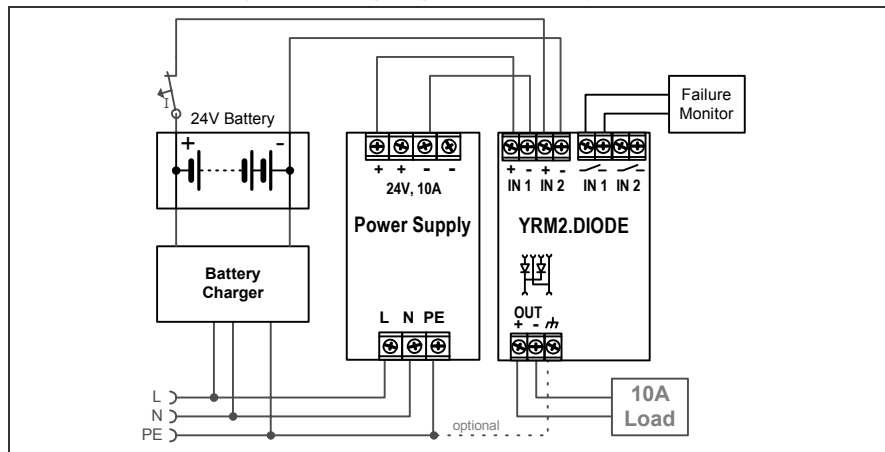 Failure
Monitor
I
24V Battery
+ -
+ + - -
24V, 10A
Power Supply
+ - + -
IN 1 IN 2
IN 1 IN 2
YRM2.DIODE
Battery
Charger
L N PE
OUT
+ -
L
N
PE
optional
10A
Load